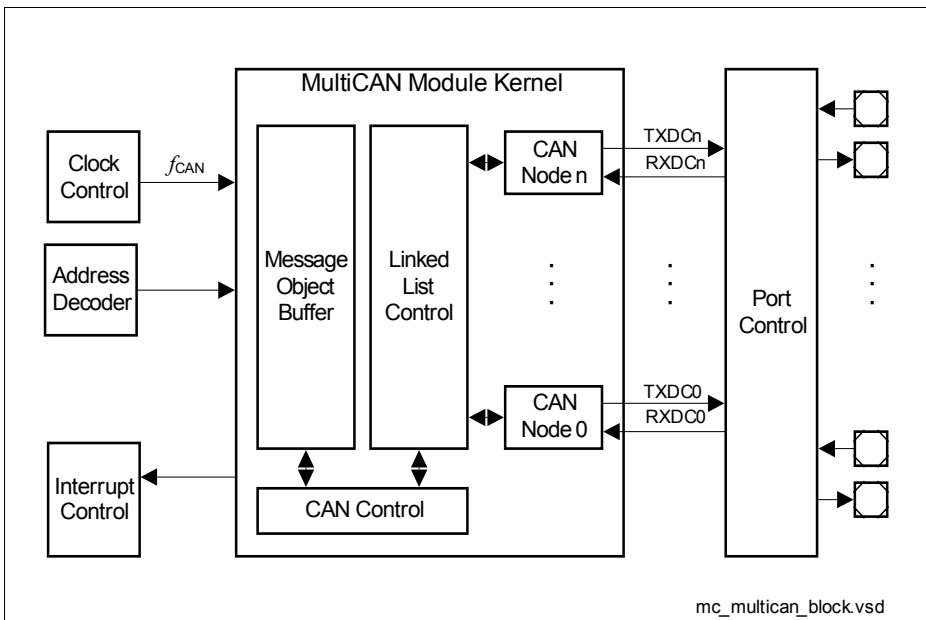 MultiCAN Module Kernel
Clock
Control
fCAN
Address
Decoder
Interrupt
Control
Message
Object
Buffer
Linked
List
Control
CAN
Node n
CAN
Node 0
CAN Control
TXDCn
RXDCn
TXDC0
RXDC0
Port
Control
mc_multican_block.vsd